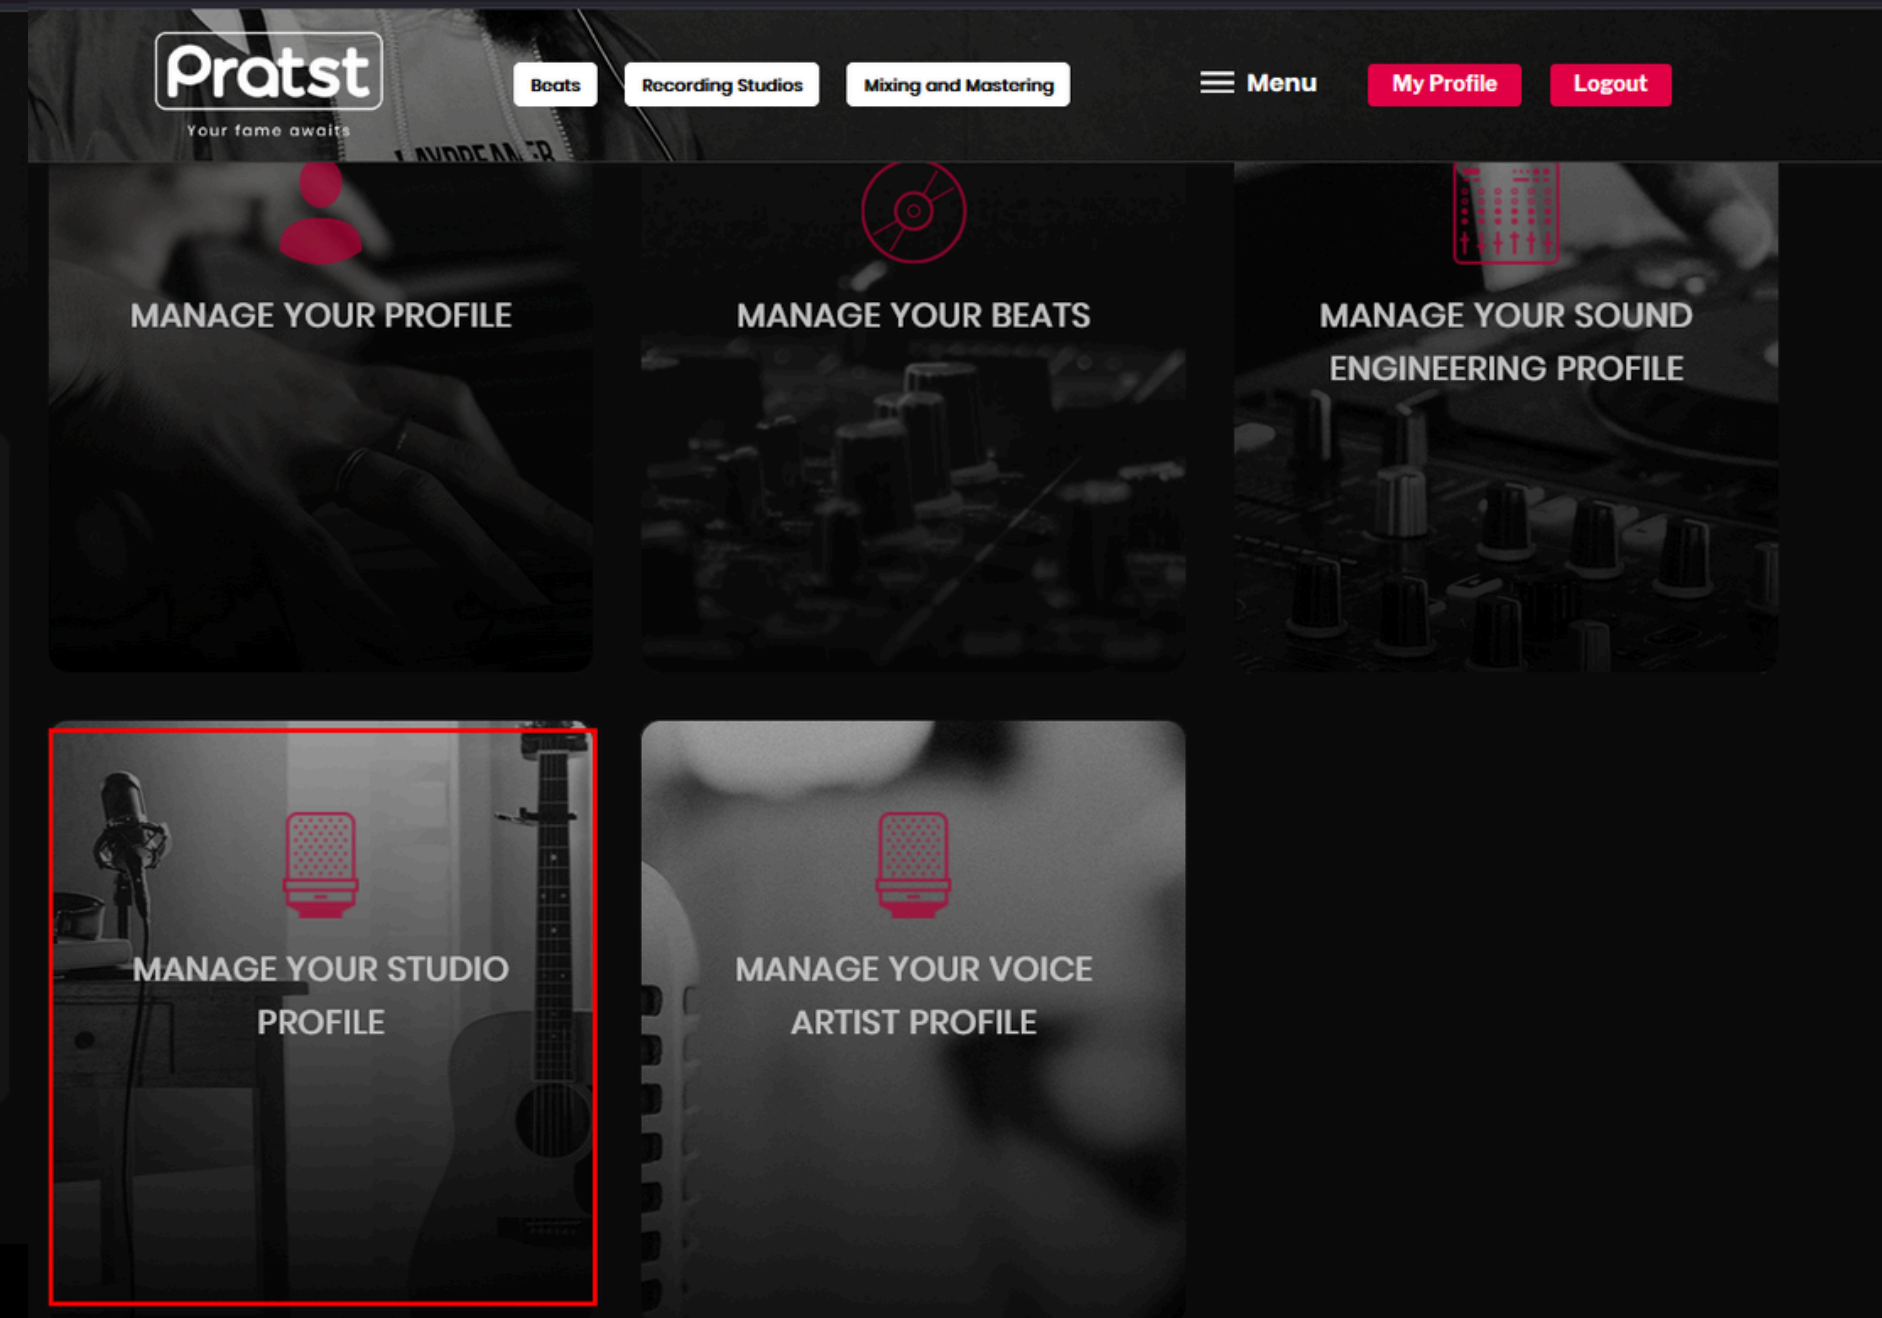 Pratst
Your fame awaits
Beats
Recording Studios
Mixing and Mastering
Menu
My Profile
Logout
DAYDREAMER
MANAGE YOUR PROFILE
MANAGE YOUR BEATS
MANAGE YOUR SOUND
ENGINEERING PROFILE
MANAGE YOUR STUDIO
PROFILE
MANAGE YOUR VOICE
ARTIST PROFILE